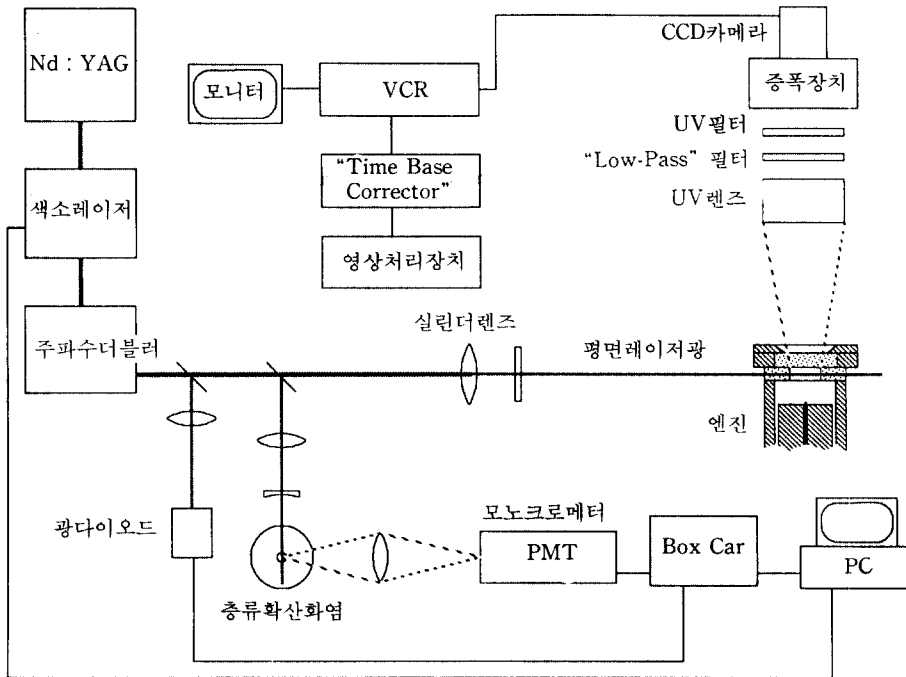 Nd : YAG
CCD카메라
모니터
VCR
증폭장치
UV필터
“Low-Pass” 필터
“Time Base
Corrector”
UV렌즈
색소레이저
영상처리장치
실린더렌즈
주파수더블러
평면레이저광
엔진
광다이오드
모노크로메터
PMT
Box Car
PC
층류확산화염